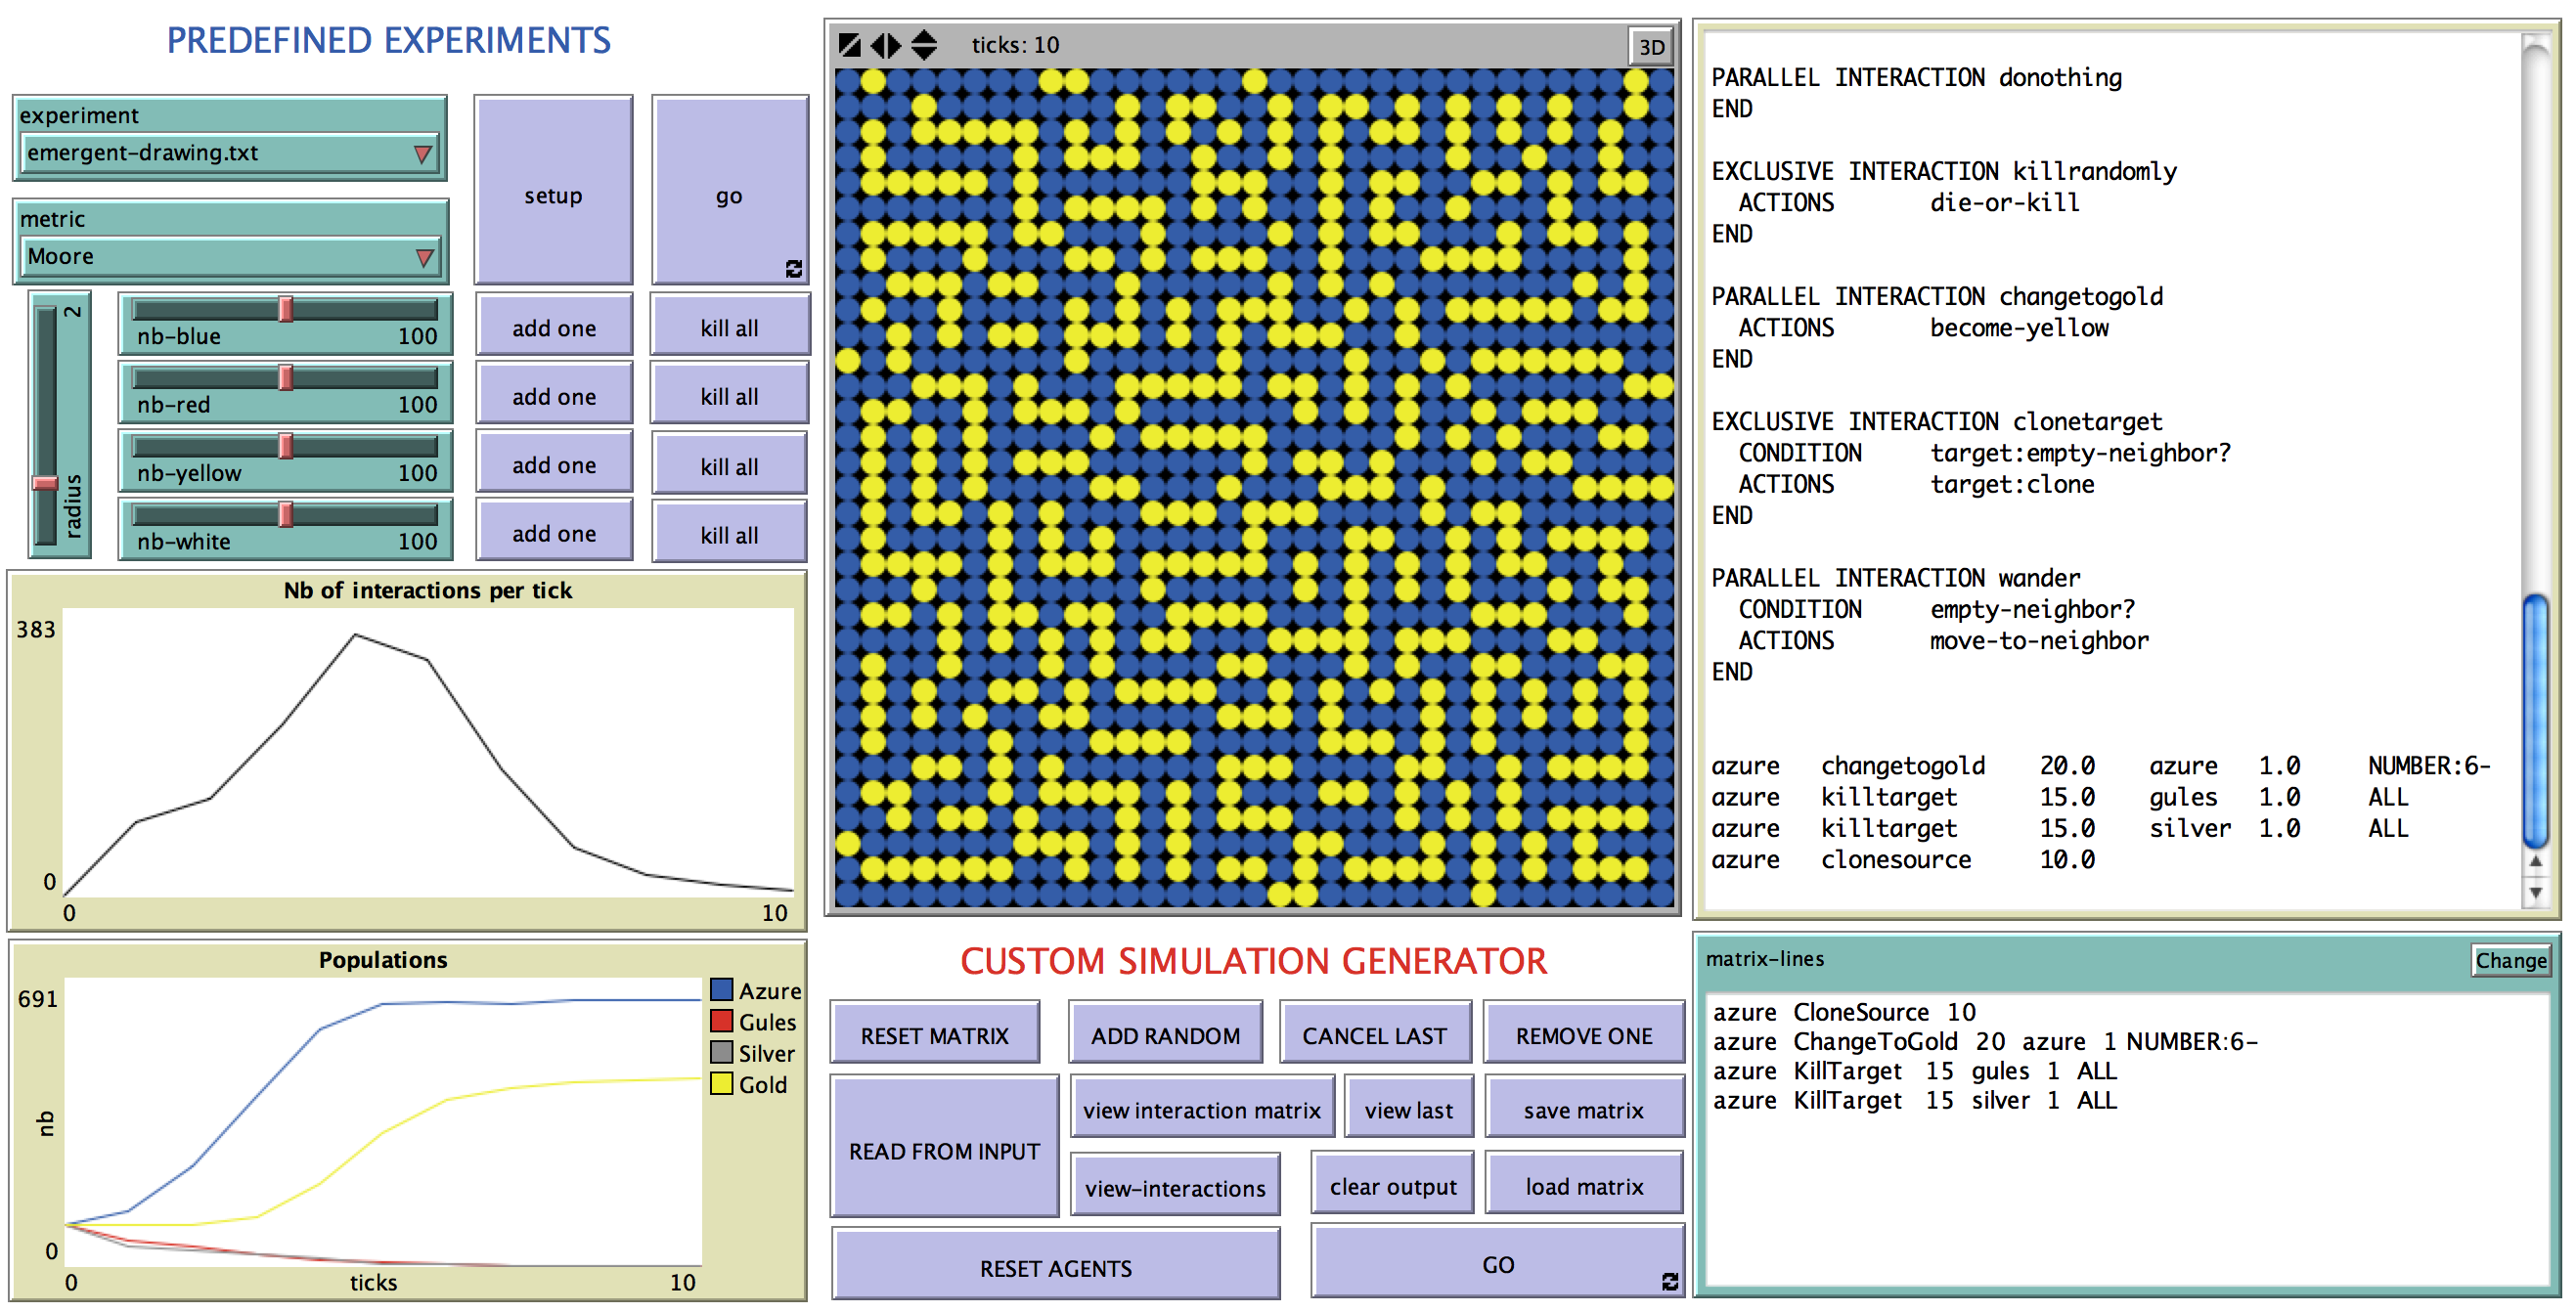 PREDEFINED EXPERIMENTS
experiment
emergent-drawing.txt
metric
Moore
setup
go
radius
2
nb-blue 100
add one
kill all
nb-red 100
add one
kill all
nb-yellow 100
add one
kill all
nb-white 100
add one
kill all
Nb of interactions per tick
383
0
0 10
Populations
691
nb
0
0 ticks 10
Azure
Gules
Silver
Gold
ticks: 10
3D
CUSTOM SIMULATION GENERATOR
RESET MATRIX
ADD RANDOM
CANCEL LAST
REMOVE ONE
READ FROM INPUT
view interaction matrix
view last
save matrix
view-interactions
clear output
load matrix
RESET AGENTS
GO
PARALLEL INTERACTION donothing
END
EXCLUSIVE INTERACTION killrandomly
ACTIONS die-or-kill
END
PARALLEL INTERACTION changetogold
ACTIONS become-yellow
END
EXCLUSIVE INTERACTION clonetarget
CONDITION target:empty-neighbor?
ACTIONS target:clone
END
PARALLEL INTERACTION wander
CONDITION empty-neighbor?
ACTIONS move-to-neighbor
END
azure changetogold 20.0 azure 1.0 NUMBER:6-
azure killtarget 15.0 gules 1.0 ALL
azure killtarget 15.0 silver 1.0 ALL
azure clonesource 10.0
matrix-lines
Change
azure CloneSource 10
azure ChangeToGold 20 azure 1 NUMBER:6-
azure KillTarget 15 gules 1 ALL
azure KillTarget 15 silver 1 ALL